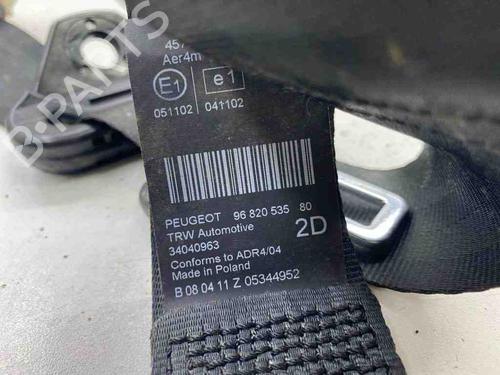 Aer4m
E1 e1
051102 041102
PEUGEOT 96 820 535 80
TRW Automotive 2D
34040963
Conforms to ADR4/04
Made in Poland
B 08 04 11 Z 05344952
B-PARTS